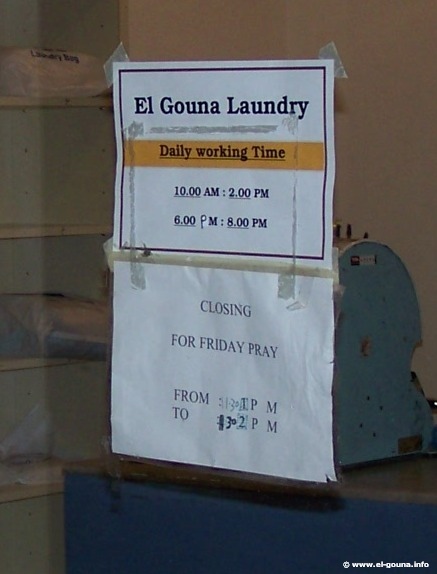 Laundry Bag
El Gouna Laundry
Daily working Time
10.00 AM : 2.00 PM
6.00 PM : 8.00 PM
CLOSING
FOR FRIDAY PRAY
FROM P M
TO P M
© www.el-gouna.info